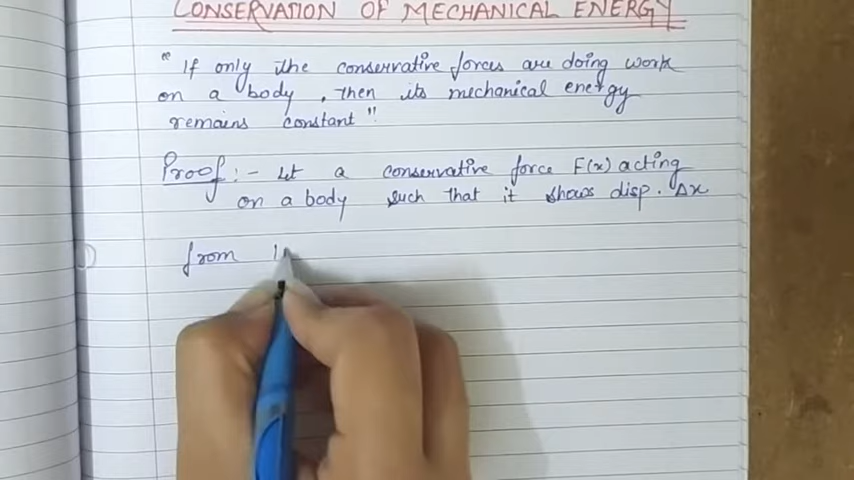 CONSERVATION OF MECHANICAL ENERGY
" If only the conservative forces are doing work
on a body, then its mechanical energy
remains constant "
Proof :- Let a conservative force F(x) acting
on a body such that it shows disp. Δx
from